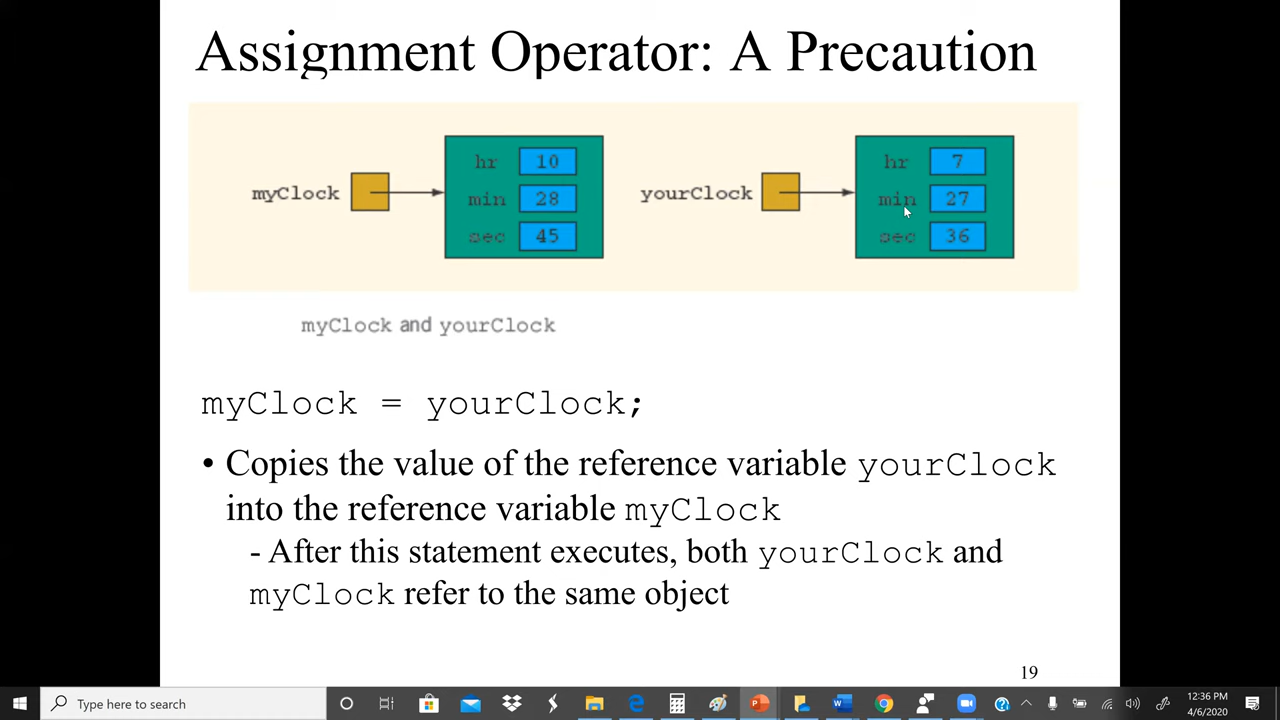 Assignment Operator: A Precaution
myClock
hr 10
min 28
sec 45
yourClock
hr 7
min 27
sec 36
myClock and yourClock
myClock = yourClock;
• Copies the value of the reference variable yourClock
into the reference variable myClock
- After this statement executes, both yourClock and
myClock refer to the same object
19
Type here to search
12:36 PM
4/6/2020